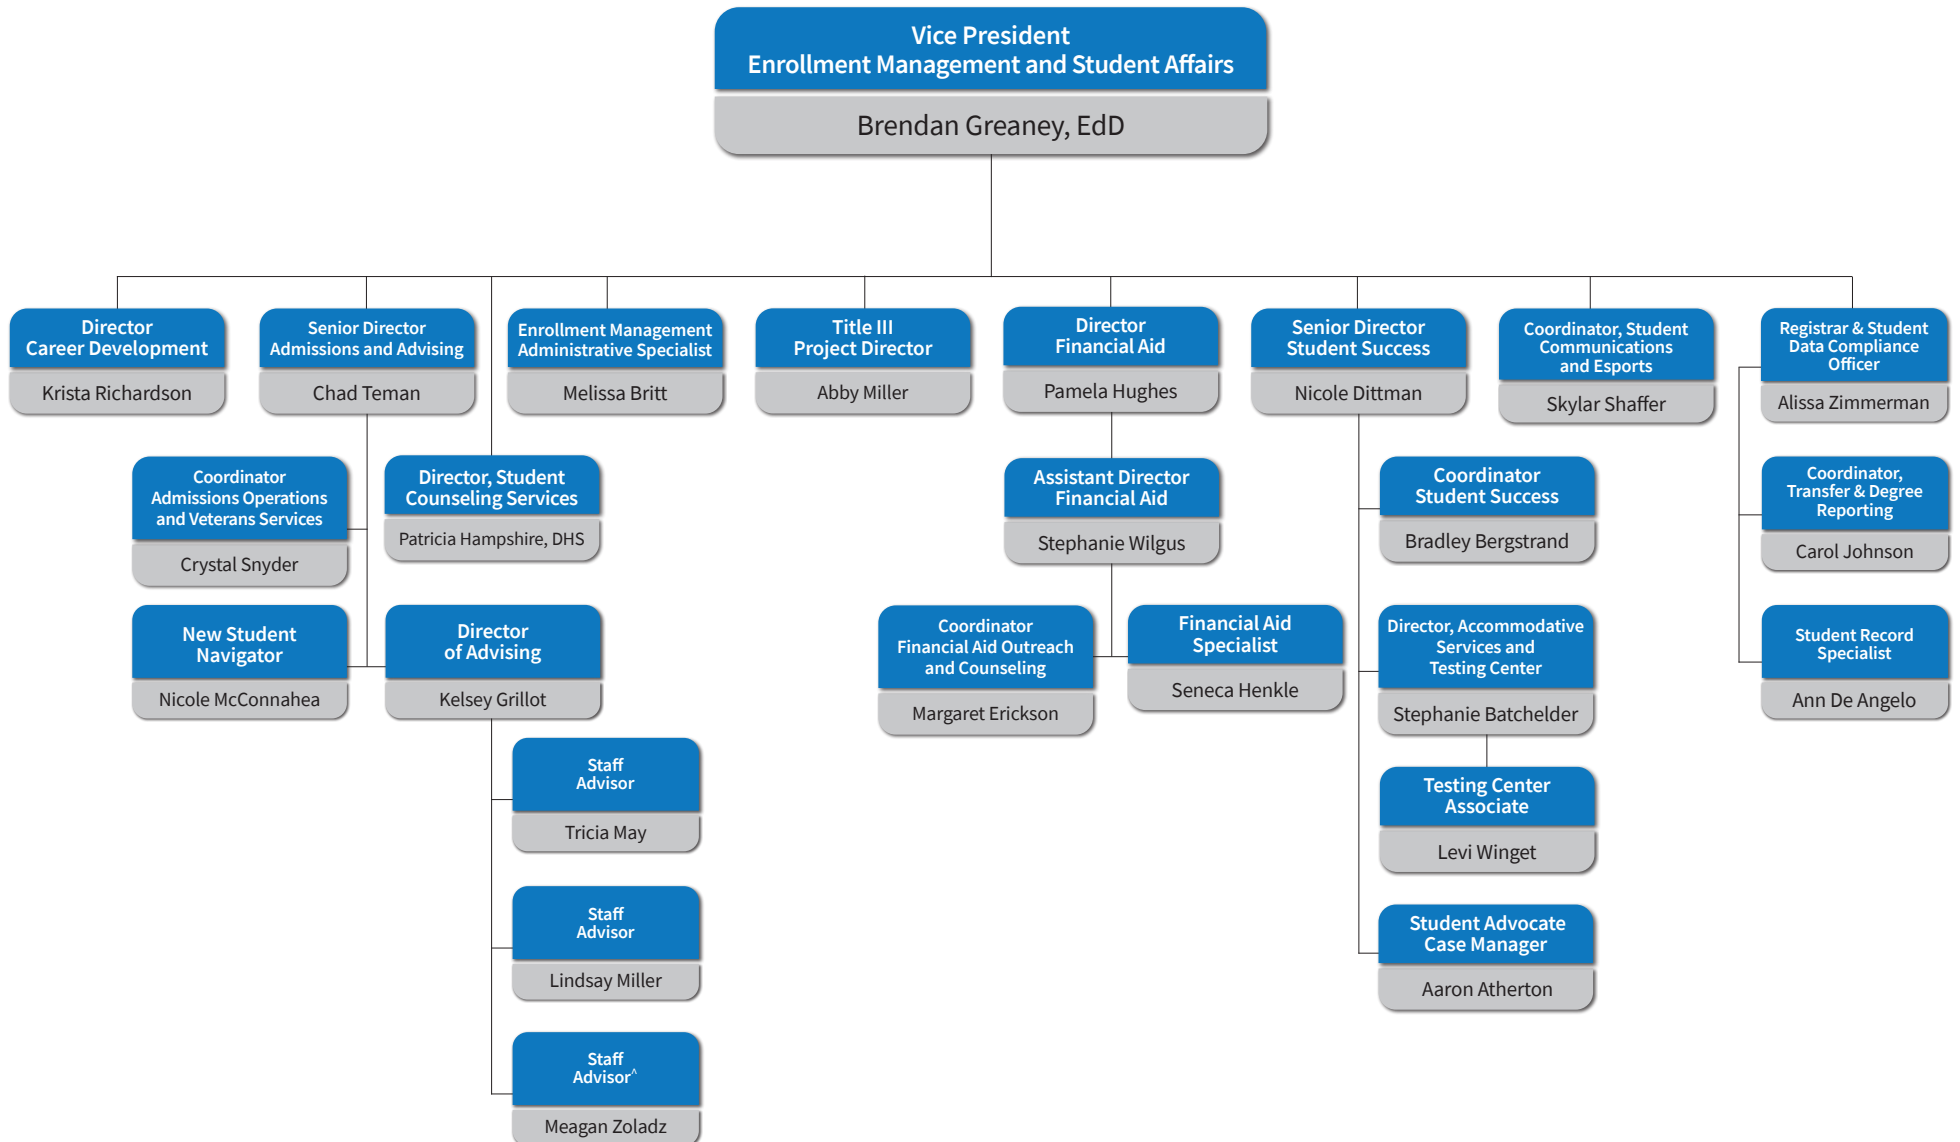 Vice President
Enrollment Management and Student Affairs
Brendan Greaney, EdD
Director
Career Development
Krista Richardson
Senior Director
Admissions and Advising
Chad Teman
Enrollment Management
Administrative Specialist
Melissa Britt
Title III
Project Director
Abby Miller
Director
Financial Aid
Pamela Hughes
Senior Director
Student Success
Nicole Dittman
Coordinator, Student
Communications
and Esports
Skylar Shaffer
Registrar & Student
Data Compliance
Officer
Alissa Zimmerman
Coordinator
Admissions Operations
and Veterans Services
Crystal Snyder
Director, Student
Counseling Services
Patricia Hampshire, DHS
Assistant Director
Financial Aid
Stephanie Wilgus
Coordinator
Student Success
Bradley Bergstrand
Coordinator,
Transfer & Degree
Reporting
Carol Johnson
New Student
Navigator
Nicole McConnahea
Director
of Advising
Kelsey Grillot
Coordinator
Financial Aid Outreach
and Counseling
Margaret Erickson
Financial Aid
Specialist
Seneca Henkle
Director, Accommodative
Services and
Testing Center
Stephanie Batchelder
Student Record
Specialist
Ann De Angelo
Staff
Advisor
Tricia May
Testing Center
Associate
Levi Winget
Staff
Advisor
Lindsay Miller
Student Advocate
Case Manager
Aaron Atherton
Staff
Advisor^
Meagan Zoladz